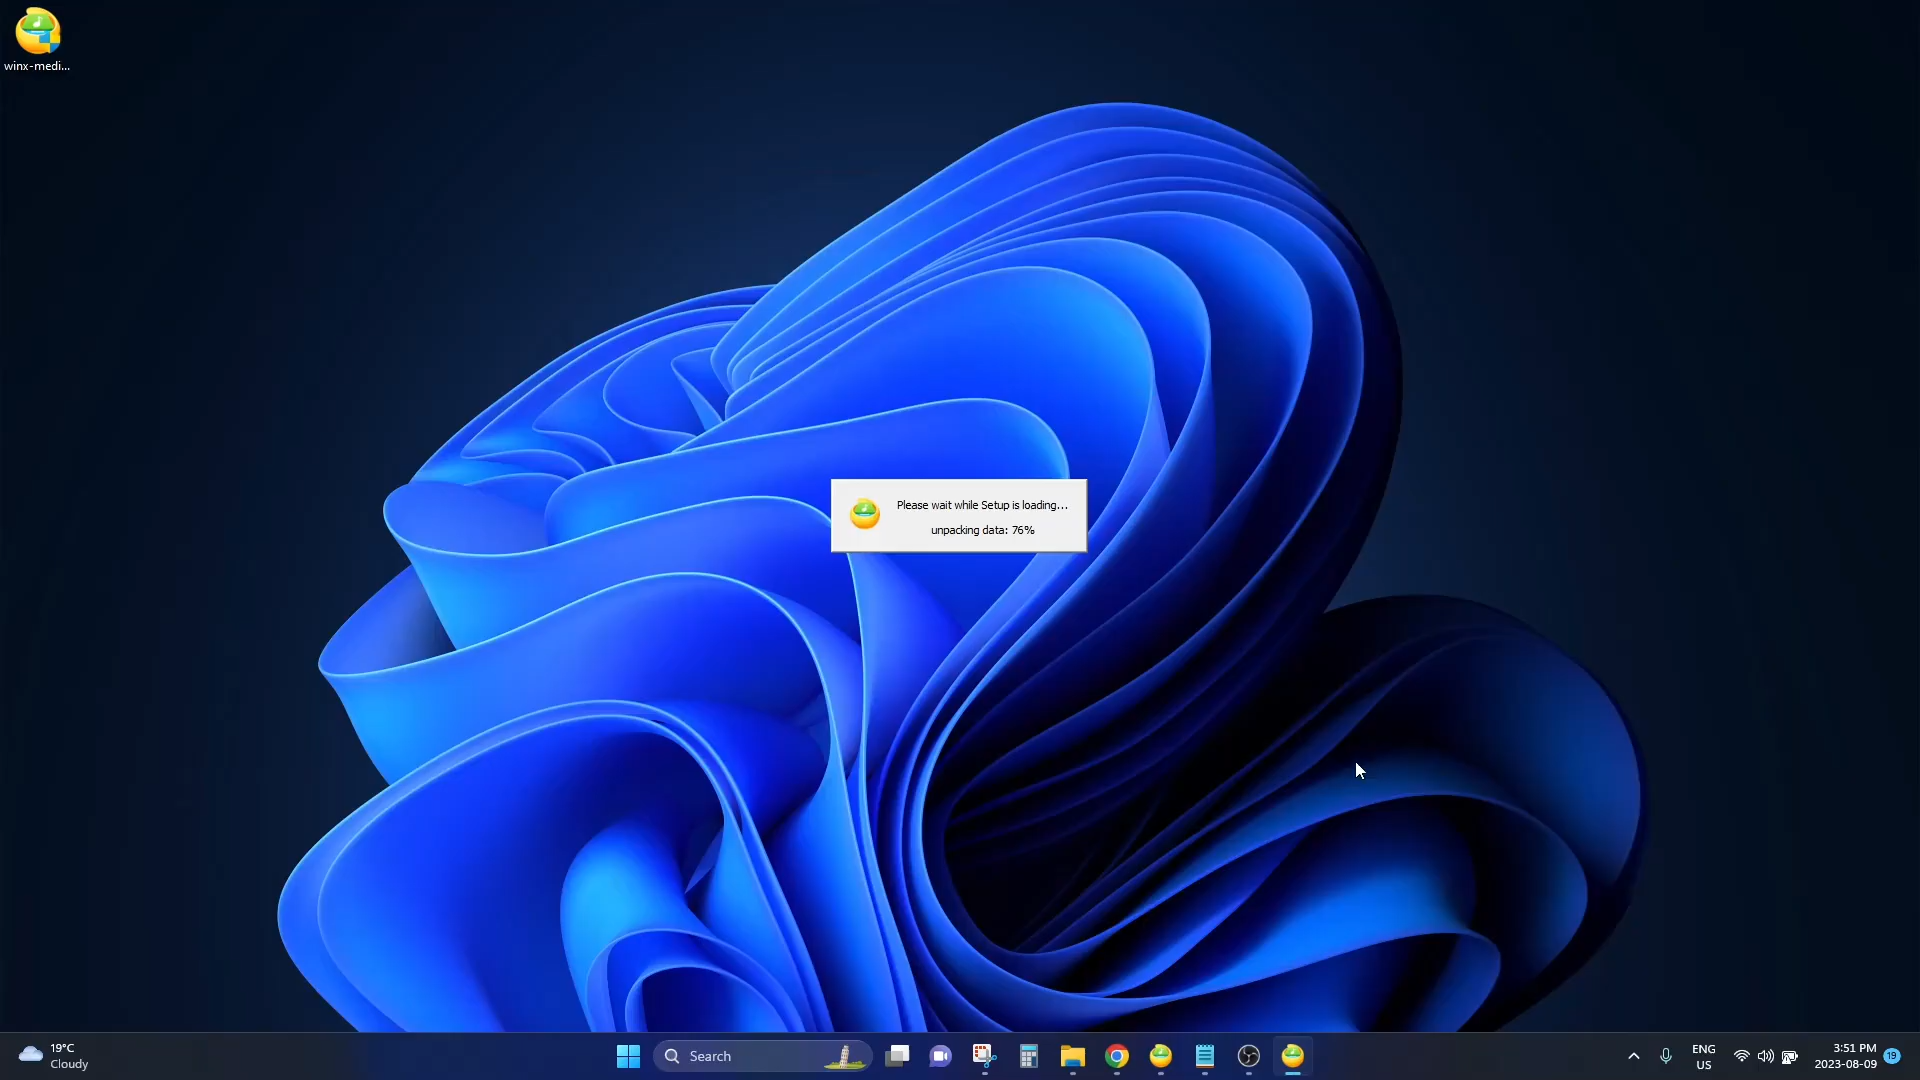 winx-medi...
Please wait while Setup is loading...
unpacking data: 76%
19°C
Cloudy
Search
ENG
US
3:51 PM
2023-08-09
19